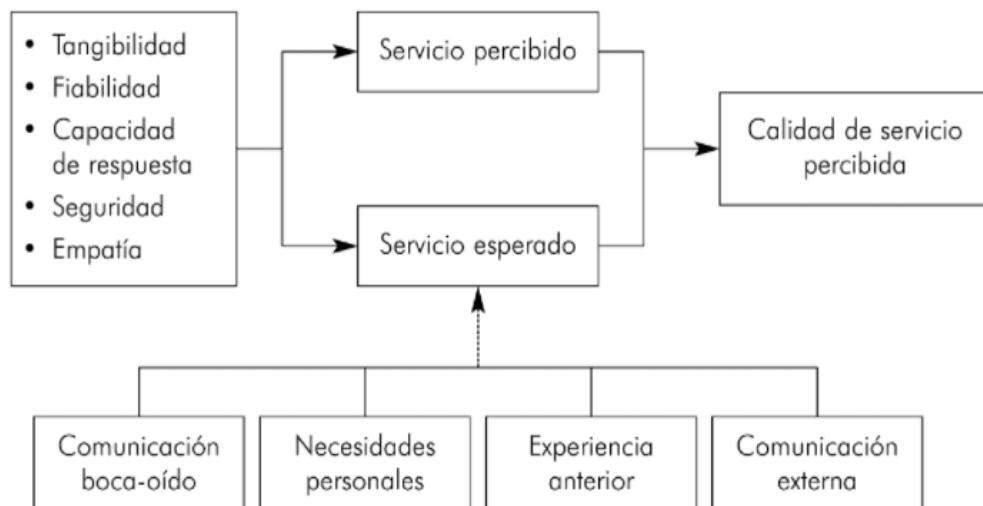 • Tangibilidad
• Fiabilidad
• Capacidad
de respuesta
• Seguridad
• Empatía
Servicio percibido
Servicio esperado
Calidad de servicio
percibida
Comunicación
boca-oído
Necesidades
personales
Experiencia
anterior
Comunicación
externa